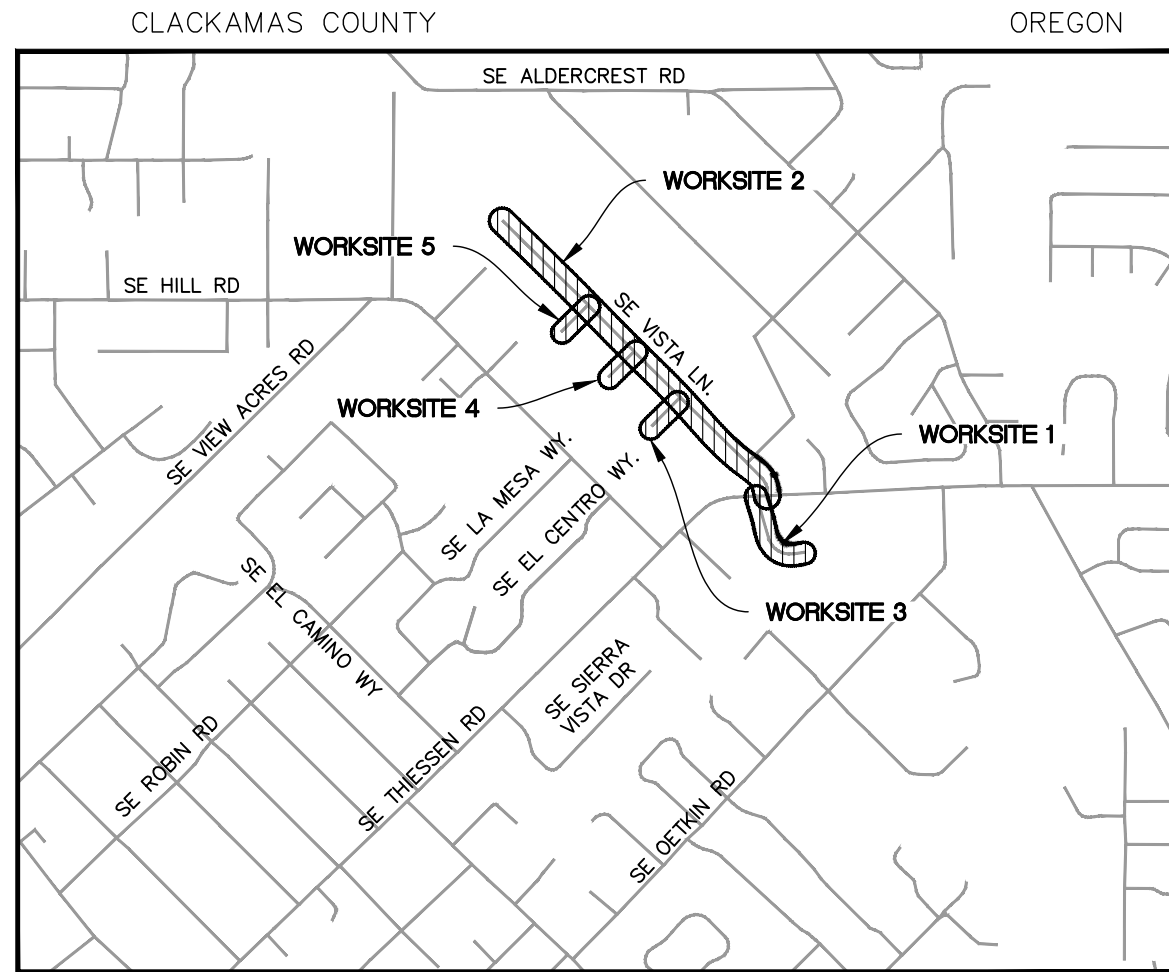 CLACKAMAS COUNTY
OREGON
SE ALDERCREST RD
WORKSITE 2
WORKSITE 5
SE HILL RD
SE VISTA LN.
SE VIEW ACRES RD
WORKSITE 4
WORKSITE 1
SE LA MESA WY.
SE EL CENTRO WY.
WORKSITE 3
SE EL CAMINO WY
SE SIERRA
VISTA DR
SE ROBIN RD
SE THIESSEN RD
SE OETKIN RD